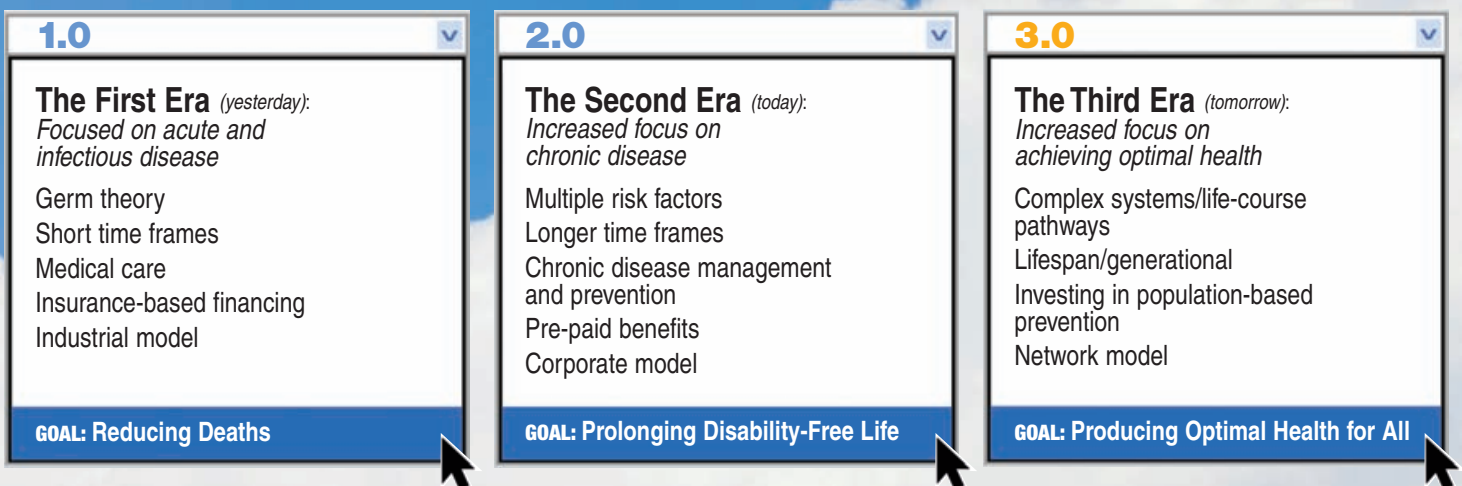 1.0
The First Era (yesterday):
Focused on acute and
infectious disease
Germ theory
Short time frames
Medical care
Insurance-based financing
Industrial model
GOAL: Reducing Deaths
2.0
The Second Era (today):
Increased focus on
chronic disease
Multiple risk factors
Longer time frames
Chronic disease management
and prevention
Pre-paid benefits
Corporate model
GOAL: Prolonging Disability-Free Life
3.0
The Third Era (tomorrow):
Increased focus on
achieving optimal health
Complex systems/life-course
pathways
Lifespan/generational
Investing in population-based
prevention
Network model
GOAL: Producing Optimal Health for All